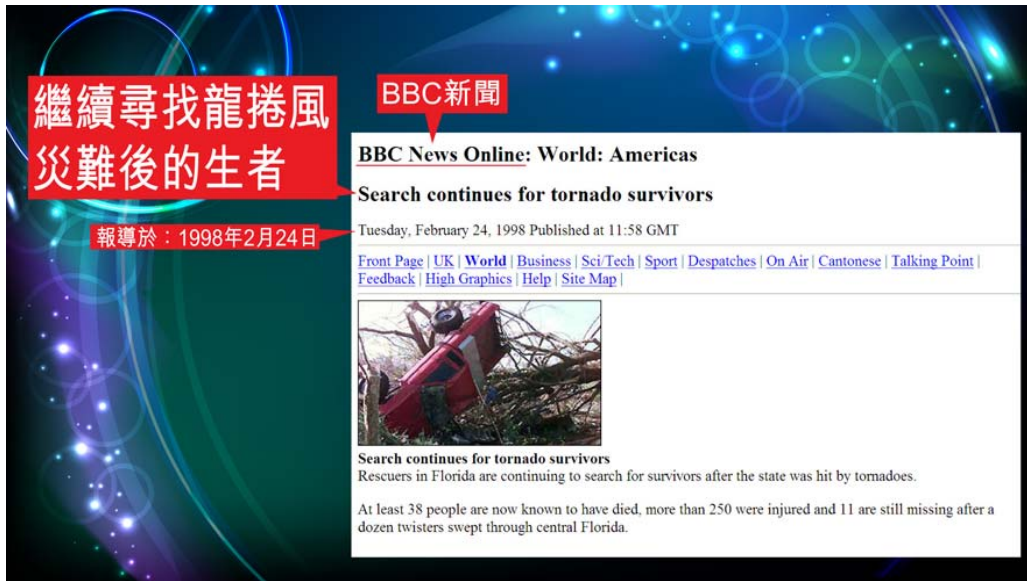 繼續尋找龍捲風
災難後的生者
BBC新聞
報導於：1998年2月24日
BBC News Online: World: Americas
Search continues for tornado survivors
Tuesday, February 24, 1998 Published at 11:58 GMT
Front Page | UK | World | Business | Sci/Tech | Sport | Despatches | On Air | Cantonese | Talking Point |
Feedback | High Graphics | Help | Site Map |
Search continues for tornado survivors
Rescuers in Florida are continuing to search for survivors after the state was hit by tornadoes.
At least 38 people are now known to have died, more than 250 were injured and 11 are still missing after a
dozen twisters swept through central Florida.